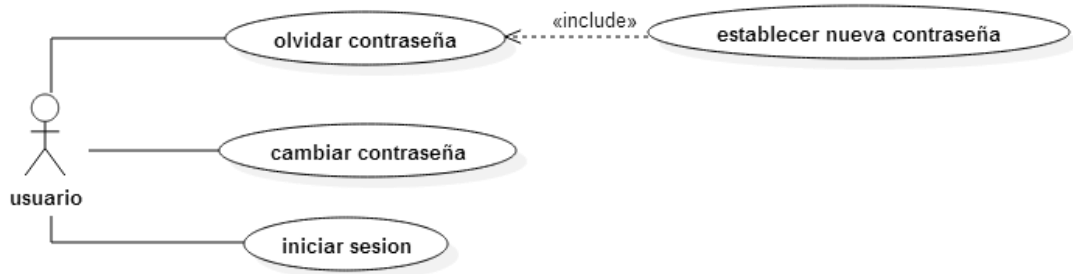 «include»
olvidar contraseña
establecer nueva contraseña
cambiar contraseña
usuario
iniciar sesion